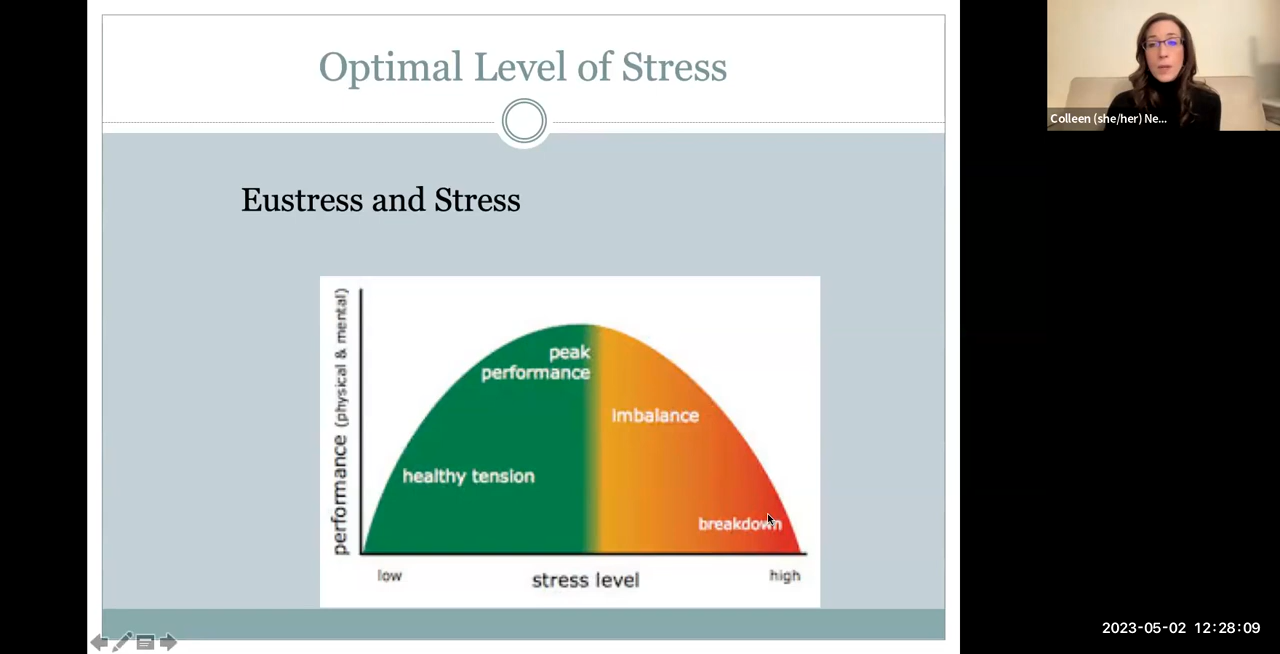 Optimal Level of Stress
Eustress and Stress
performance (physical & mental)
peak
performance
imbalance
healthy tension
breakdown
low
stress level
high
Colleen (she/her) Ne...
2023-05-02 12:28:09